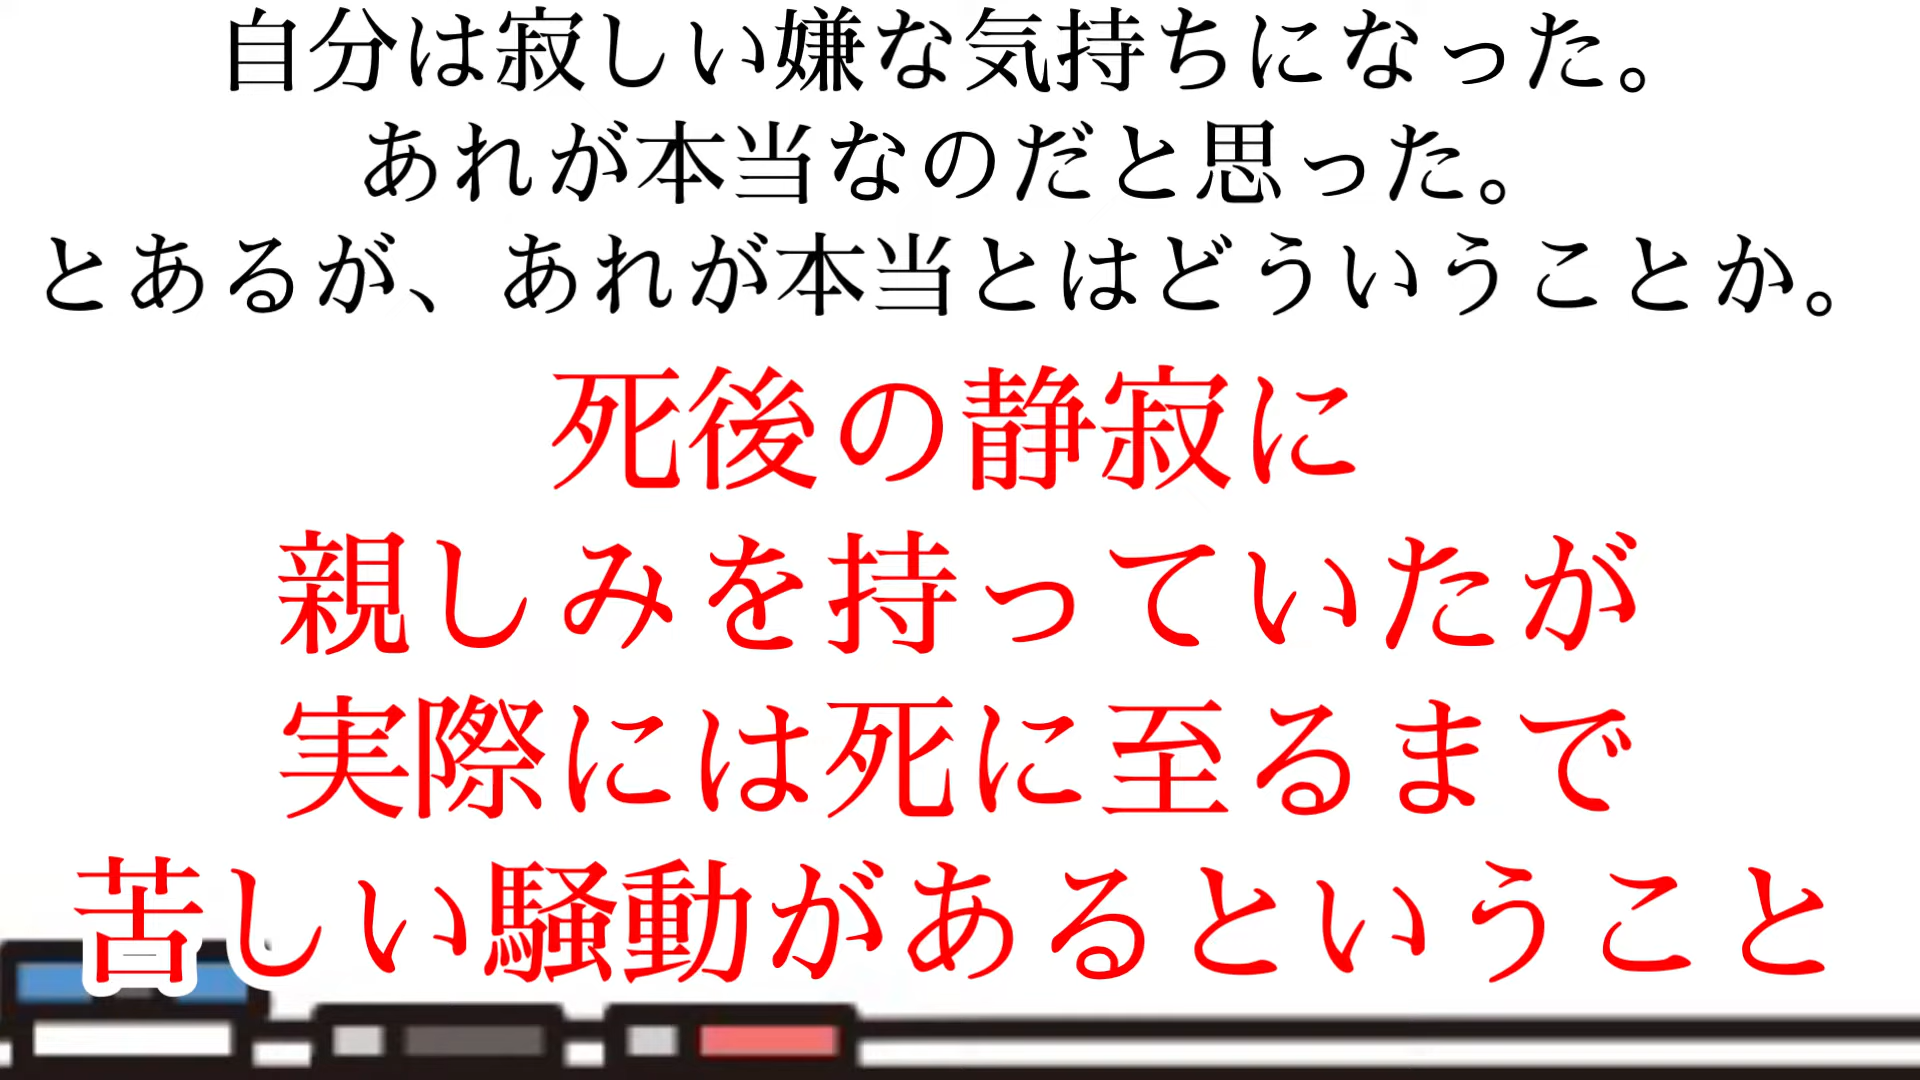 自分は寂しい嫌な気持ちになった。
あれが本当なのだと思った。
とあるが、あれが本当とはどういうことか。
死後の静寂に
親しみを持っていたが
実際には死に至るまで
苦しい騒動があるということ